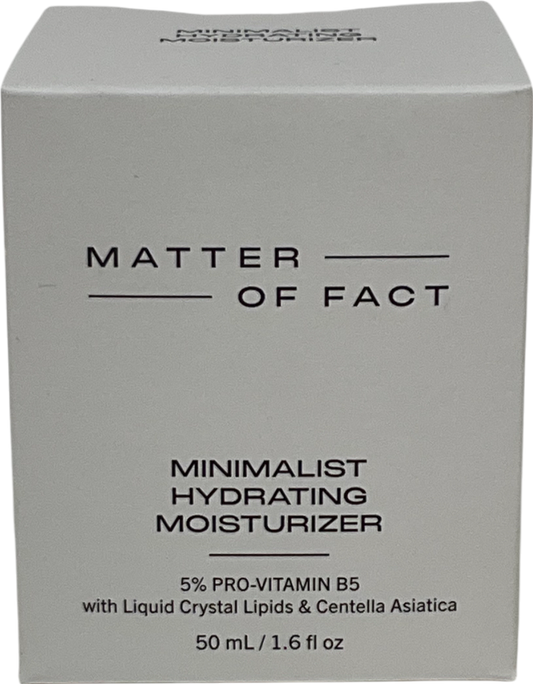 MINIMALIST
HYDRATING
MOISTURIZER
MATTER
OF FACT
MINIMALIST
HYDRATING
MOISTURIZER
5% PRO-VITAMIN B5
with Liquid Crystal Lipids & Centella Asiatica
50 mL / 1.6 fl oz